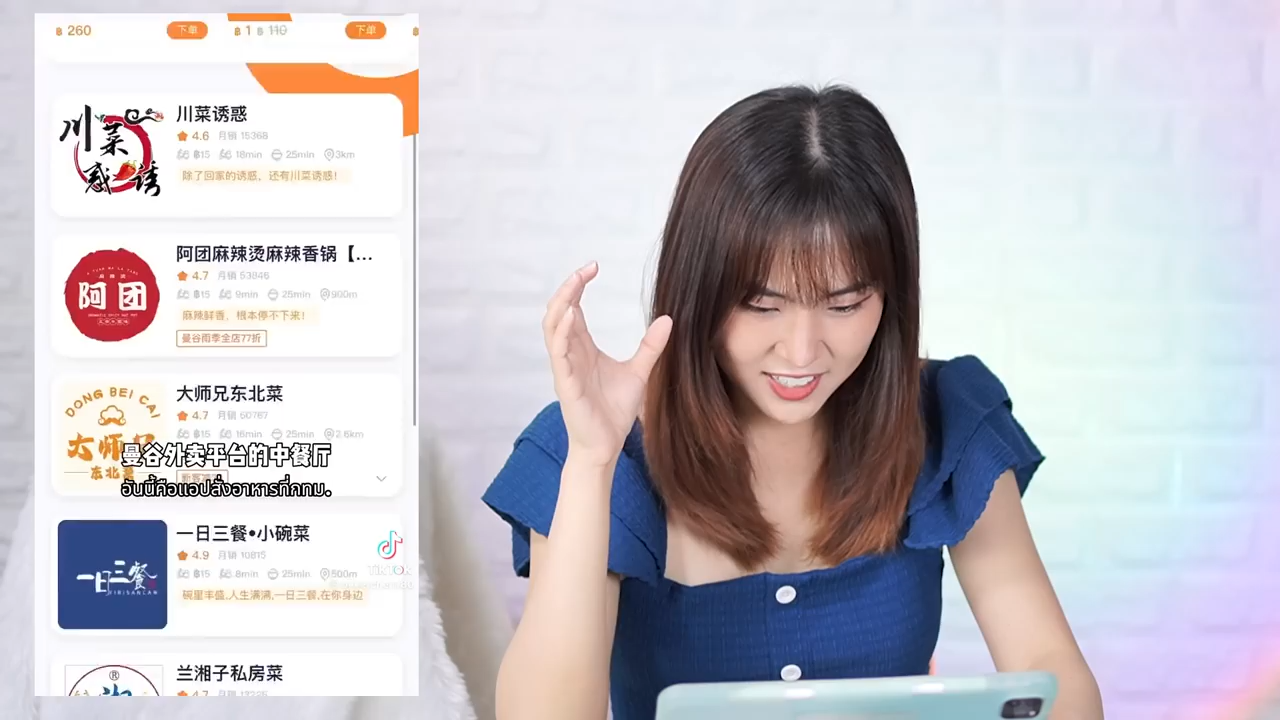 ฿ 260
下单
฿ 1 ฿ 110
下单
川菜诱惑
川菜
惑诱
4.6 月销 15368
฿15 18min 25min 3km
除了回家的诱惑，还有川菜诱惑！
阿团麻辣烫麻辣香锅【...
阿团
4.7 月销 53846
฿15 9min 25min 900m
麻辣鲜香，根本停不下来！
曼谷雨季全店77折
大师兄东北菜
DONG BEI CAI
4.7 月销 60787
฿15 16min 25min 2.6km
曼谷外卖平台的中餐厅
อันนี้คือแอปสั่งอาหารที่กทม.
一日三餐•小碗菜
一日三餐
4.9 月销 10815
฿15 8min 25min 500m
碗里丰盛,人生满满,一日三餐,在你身边
TikTok
兰湘子私房菜
4.7